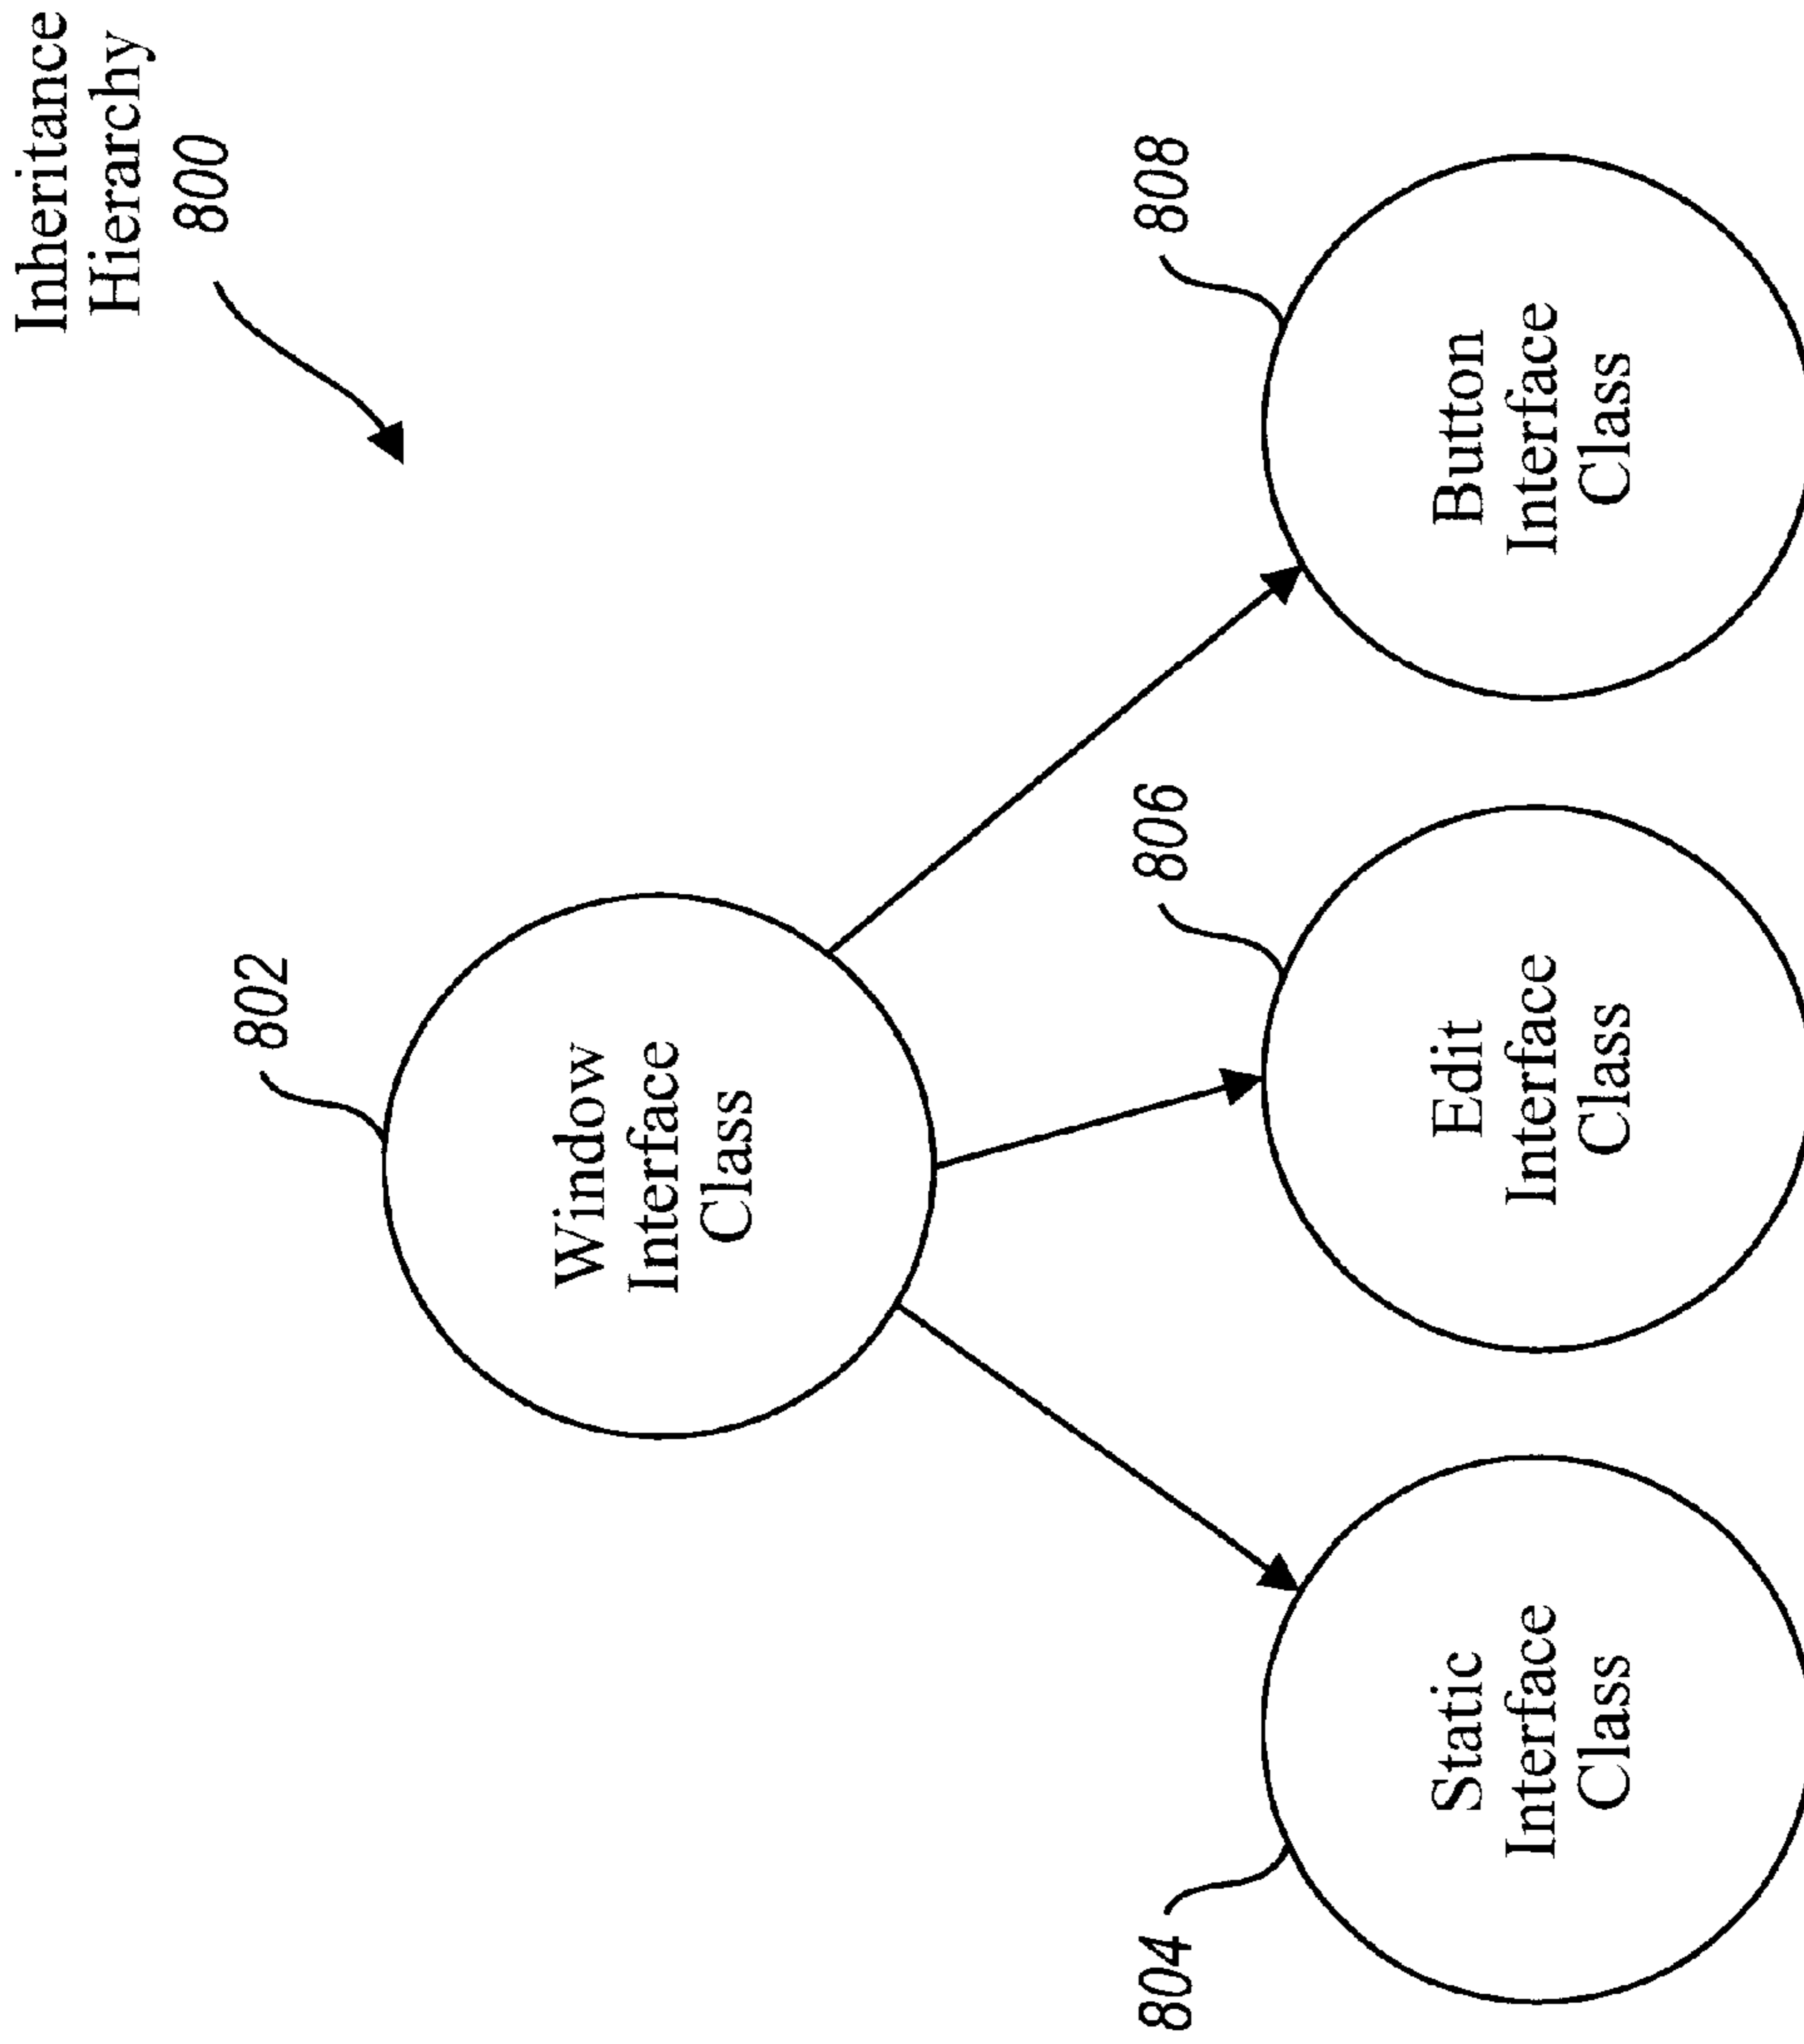 Inheritance
Hierarchy
800
802
Window
Interface
Class
804
Static
Interface
Class
806
Edit
Interface
Class
808
Button
Interface
Class